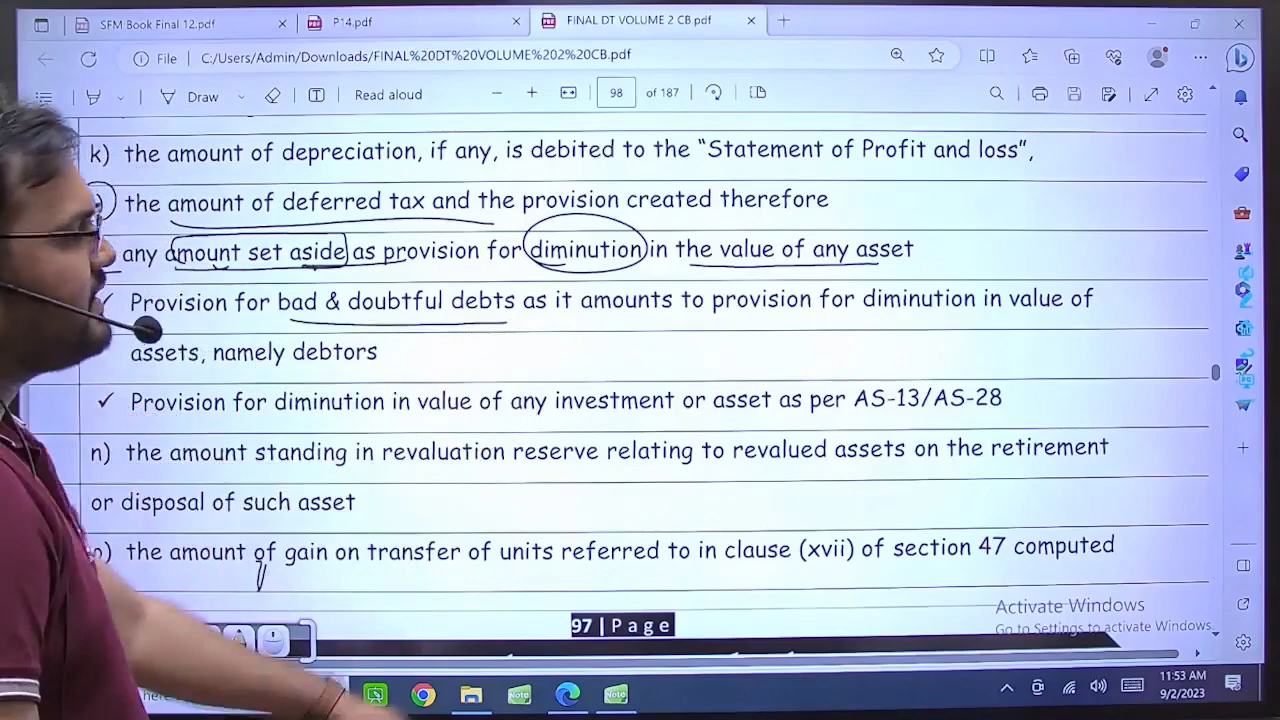 SFM Book Final 12.pdf
P14.pdf
FINAL DT VOLUME 2 CB.pdf
File
C:/Users/Admin/Downloads/FINAL%20DT%20VOLUME%202%20CB.pdf
Draw
Read aloud
98 of 187
k) the amount of depreciation, if any, is debited to the “Statement of Profit and loss”,
the amount of deferred tax and the provision created therefore
any amount set aside as provision for diminution in the value of any asset
✓ Provision for bad & doubtful debts as it amounts to provision for diminution in value of
assets, namely debtors
✓ Provision for diminution in value of any investment or asset as per AS-13/AS-28
n) the amount standing in revaluation reserve relating to revalued assets on the retirement
or disposal of such asset
the amount of gain on transfer of units referred to in clause (xvii) of section 47 computed
97 | Page
Activate Windows
Go to Settings to activate Windows.
here
Note
Note
11:53 AM
9/2/2023